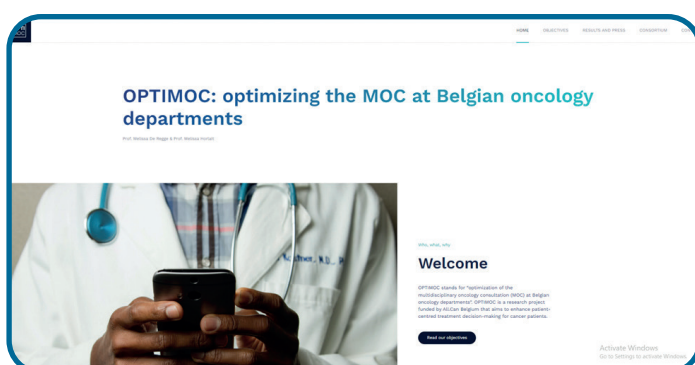 HOME OBJECTIVES RESULTS AND PRESS CONSORTIUM
OPTIMOC: optimizing the MOC at Belgian oncology
departments
Prof. Melissa De Regge & Prof. Melissa
Who, what, why.
Welcome
OPTIMOC stands for "optimization of the
multidisciplinary oncology consultation (MOC) at Belgian
oncology departments". OPTIMOC is a research project
funded by All.Can Belgium that aims to enhance patient-
centred treatment decision-making for cancer patients.
Read our objectives
Activate Windows
Go to Settings to activate Windows.